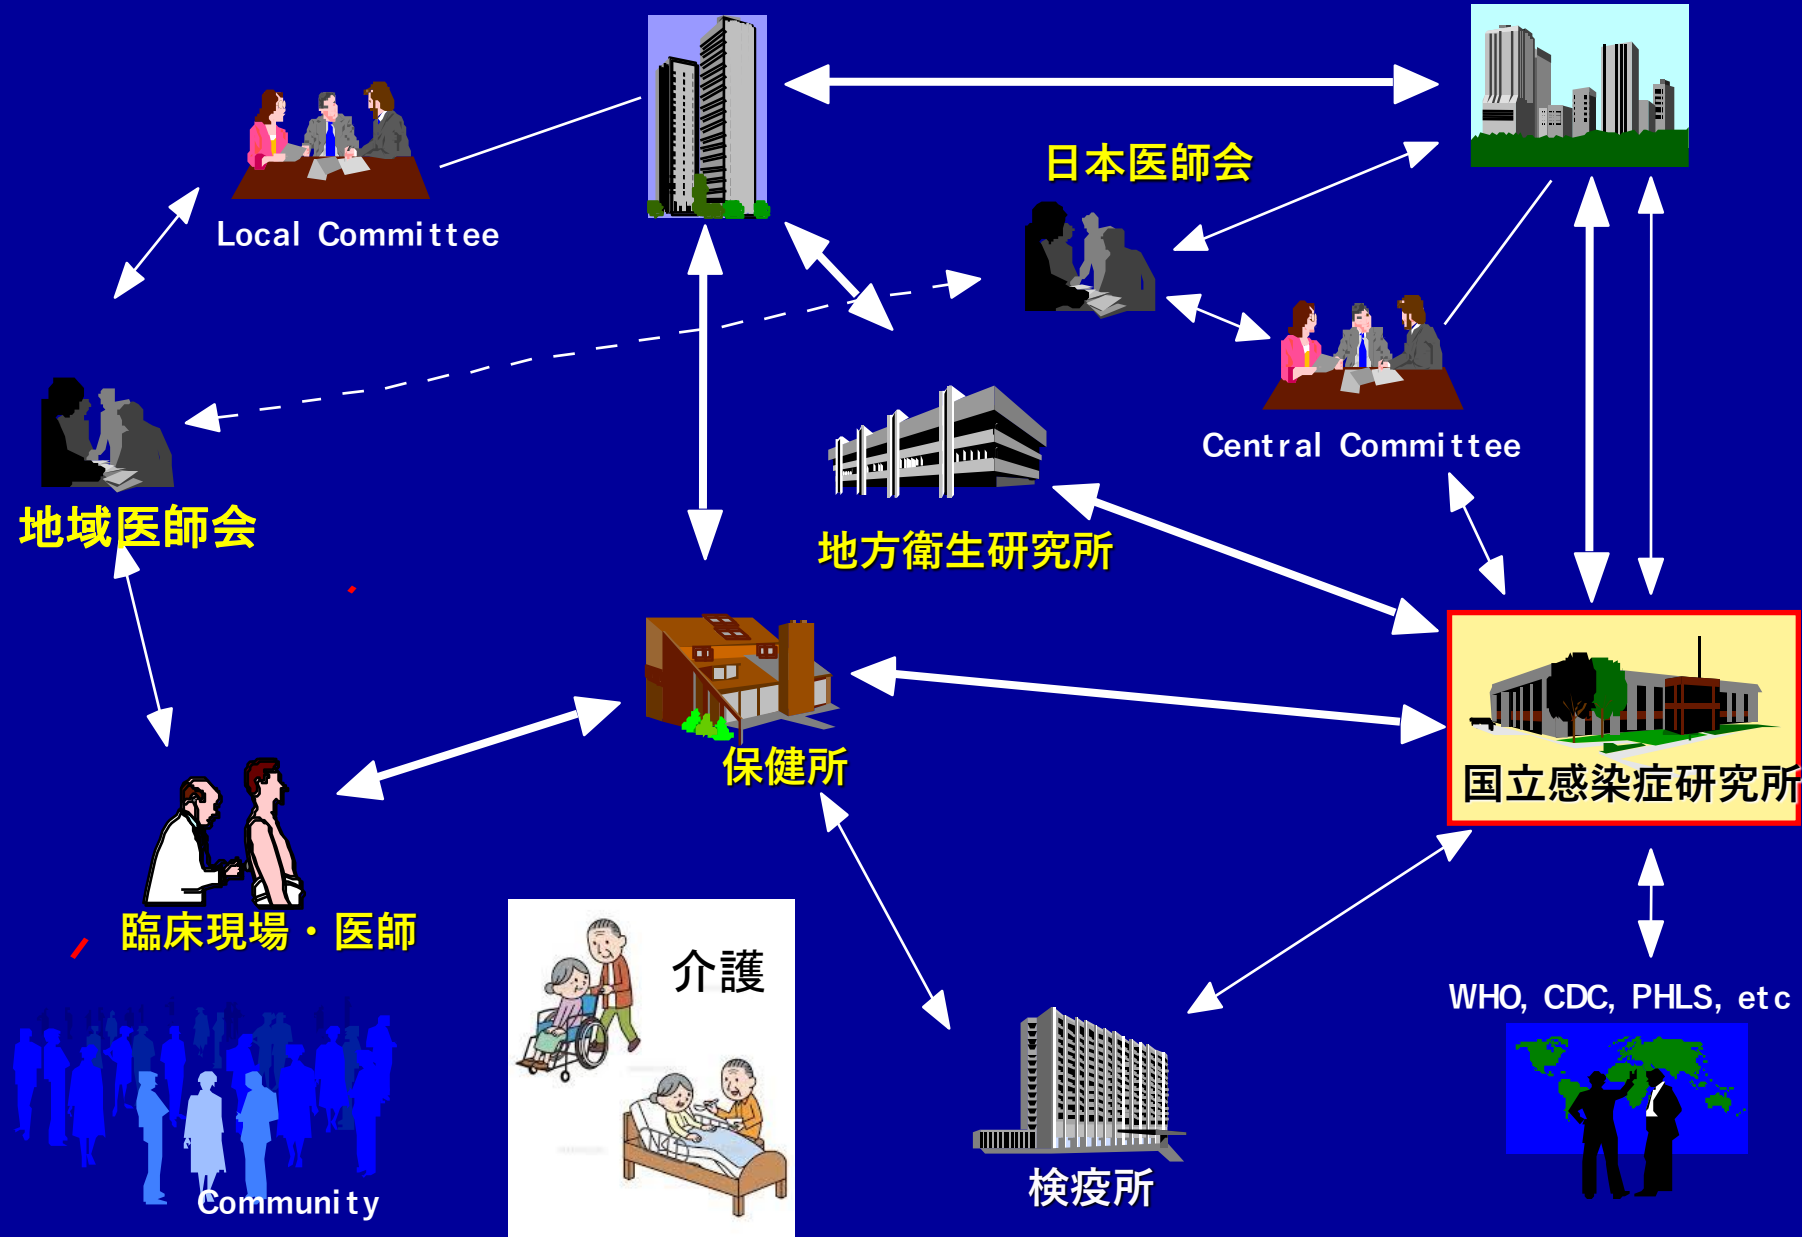 日本医師会
Local Committee
Central Committee
地域医師会
地方衛生研究所
保健所
国立感染症研究所
臨床現場・医師
介護
WHO, CDC, PHLS, etc
検疫所
Community